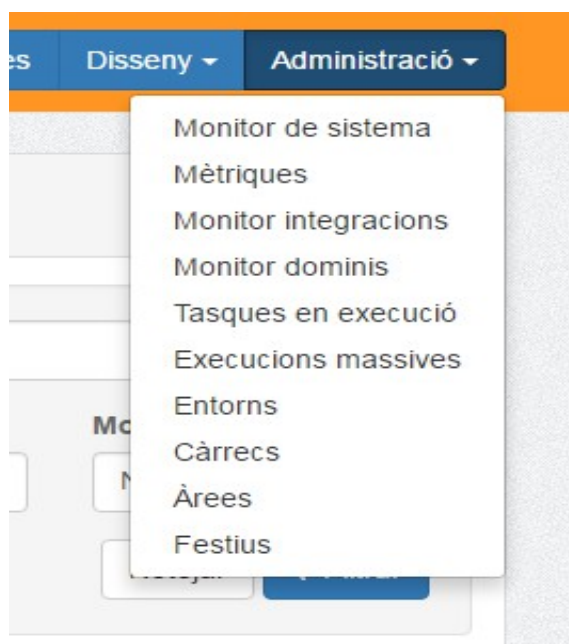 Disseny
Administració
Monitor de sistema
Mètriques
Monitor integracions
Monitor dominis
Tasques en execució
Execucions massives
Entorns
Càrrecs
Àrees
Festius